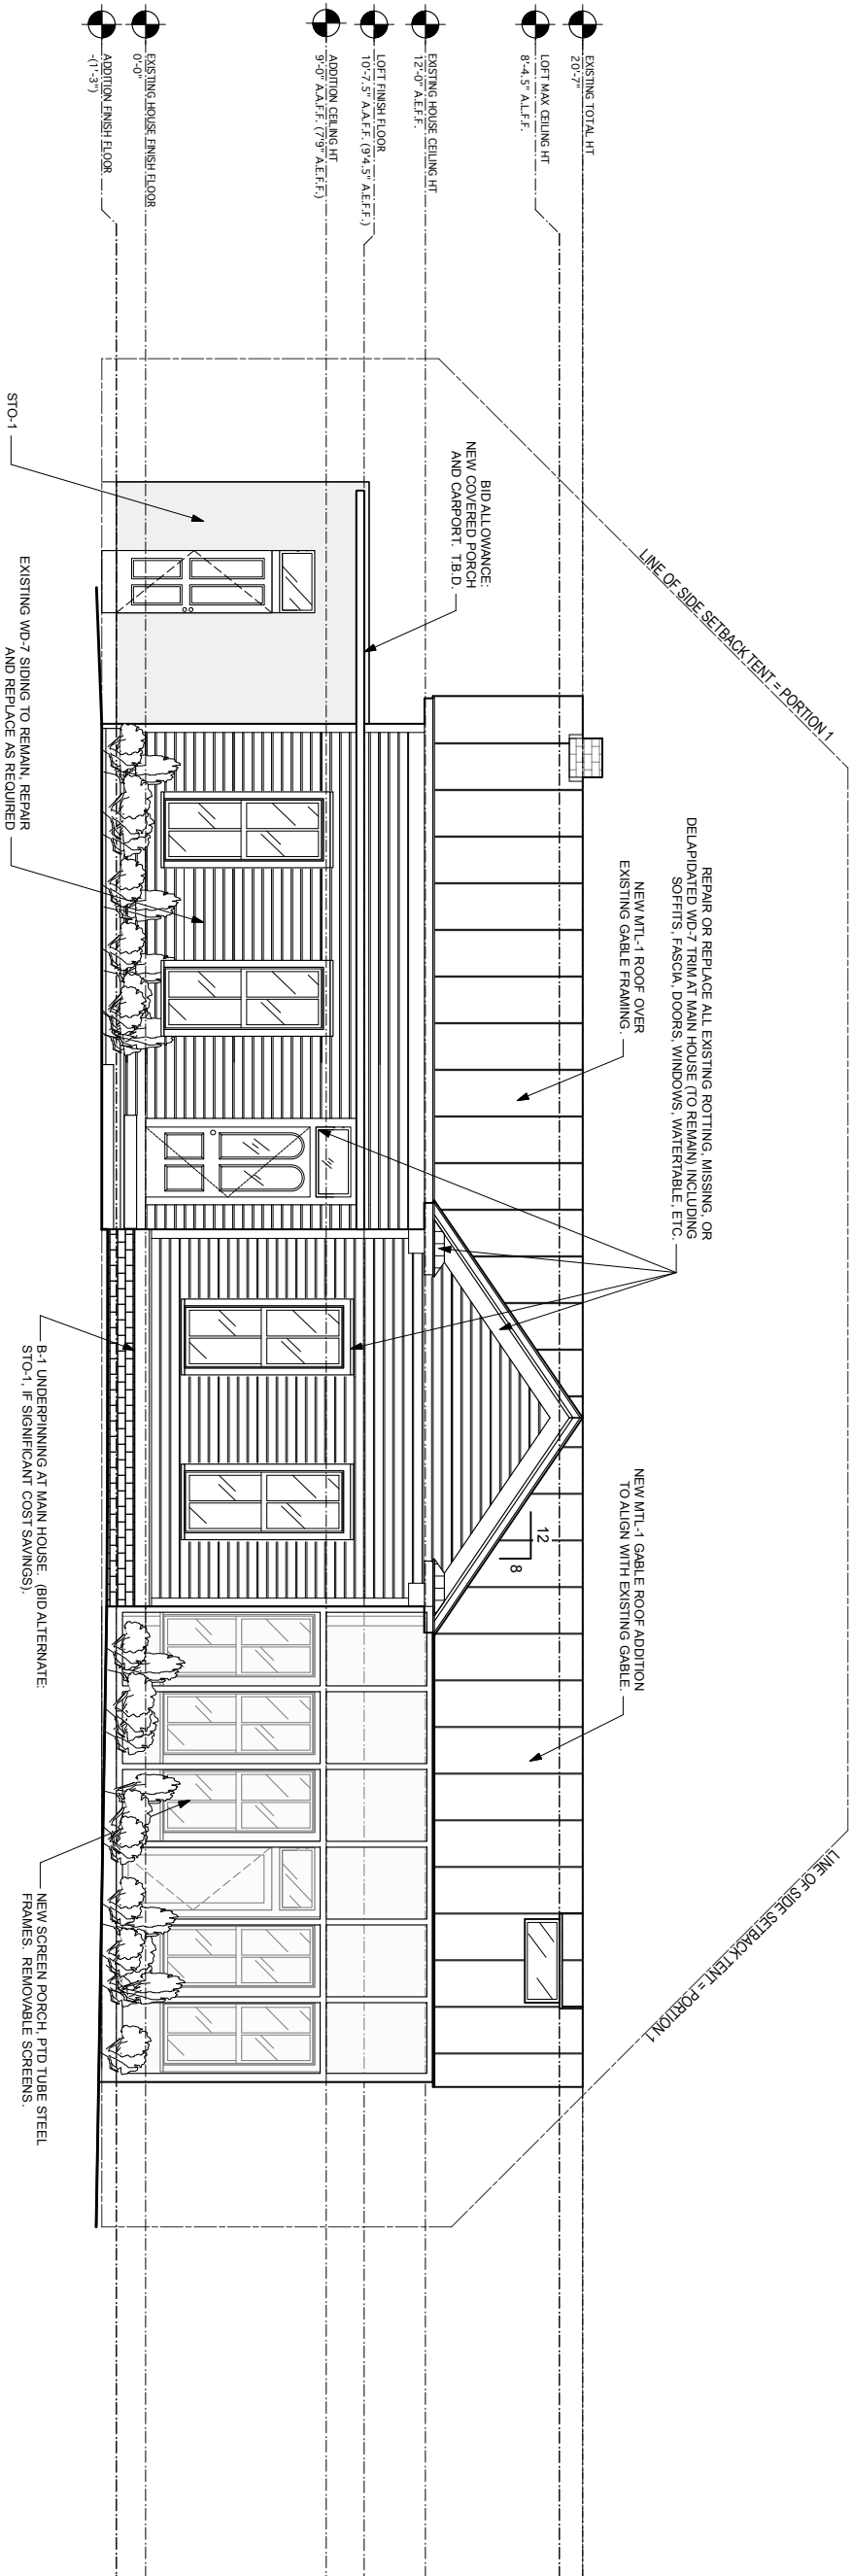 EXISTING TOTAL HT
20'-7"
LOFT MAX CEILING HT
8'-4.5" A.L.F.F.
EXISTING HOUSE CEILING HT
12'-0" A.E.F.F.
LOFT FINISH FLOOR
10'-7.5" A.A.F.F. (9'4.5" A.E.F.F.)
ADDITION CEILING HT
9'-0" A.A.F.F. (7'9" A.E.F.F.)
EXISTING HOUSE FINISH FLOOR
0'-0"
ADDITION FINISH FLOOR
-(1'-3")
LINE OF SIDE SETBACK TENT = PORTION 1
BID ALLOWANCE:
NEW COVERED PORCH
AND CARPORT. T.B.D.
REPAIR OR REPLACE ALL EXISTING ROTTING, MISSING, OR
DELAPIDATED WD-7 TRIM AT MAIN HOUSE (TO REMAIN) INCLUDING
SOFFITS, FASCIA, DOORS, WINDOWS, WATERTABLE, ETC.
NEW MTL-1 ROOF OVER
EXISTING GABLE FRAMING.
NEW MTL-1 GABLE ROOF ADDITION
TO ALIGN WITH EXISTING GABLE.
12
8
LINE OF SIDE SETBACK TENT = PORTION 1
STO-1
EXISTING WD-7 SIDING TO REMAIN, REPAIR
AND REPLACE AS REQUIRED
B-1 UNDERPINNING AT MAIN HOUSE. (BID ALTERNATE:
STO-1, IF SIGNIFICANT COST SAVINGS).
NEW SCREEN PORCH, PTD TUBE STEEL
FRAMES. REMOVABLE SCREENS.